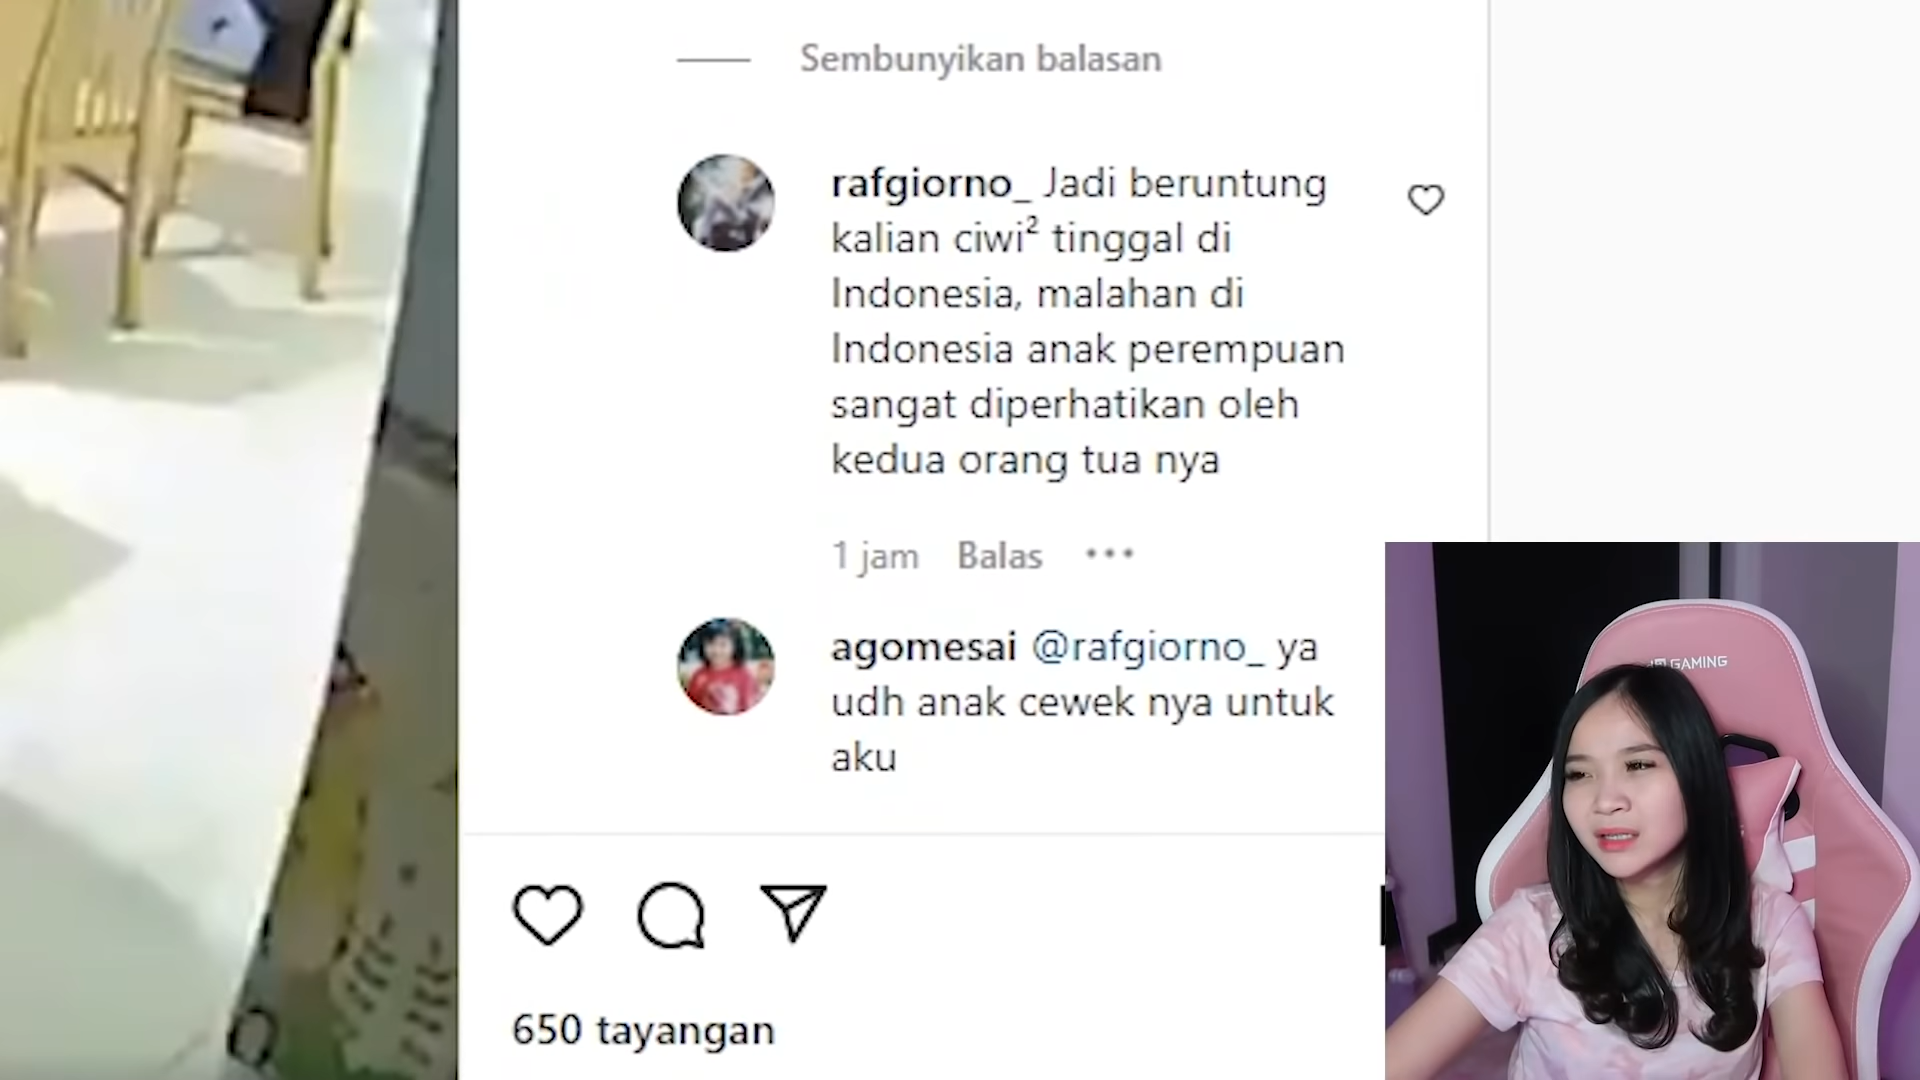 Sembunyikan balasan
rafgiorno_ Jadi beruntung
kalian ciwi² tinggal di
Indonesia, malahan di
Indonesia anak perempuan
sangat diperhatikan oleh
kedua orang tua nya
1 jam Balas •••
agomesai @rafgiorno_ ya
udh anak cewek nya untuk
aku
650 tayangan
GAMING